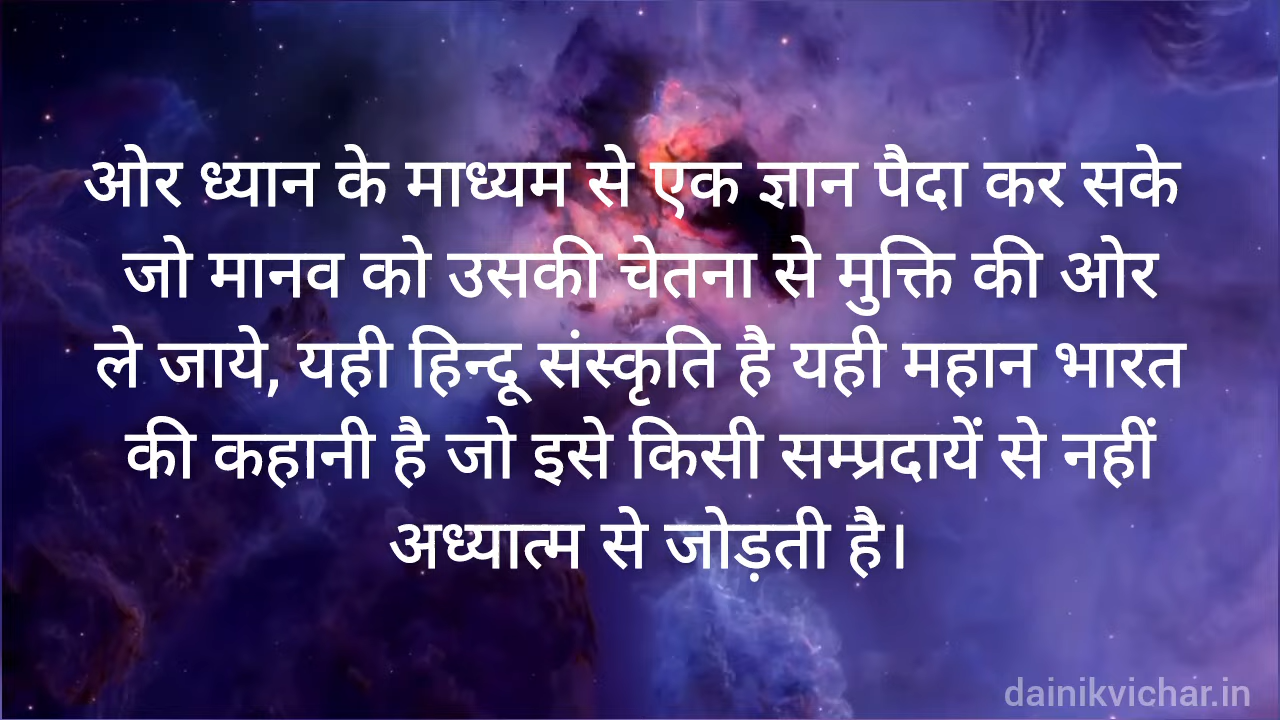 ओर ध्यान के माध्यम से एक ज्ञान पैदा कर सके
जो मानव को उसकी चेतना से मुक्ति की ओर
ले जाये, यही हिन्दू संस्कृति है यही महान भारत
की कहानी है जो इसे किसी सम्प्रदायें से नहीं
अध्यात्म से जोड़ती है।
dainikvichar.in